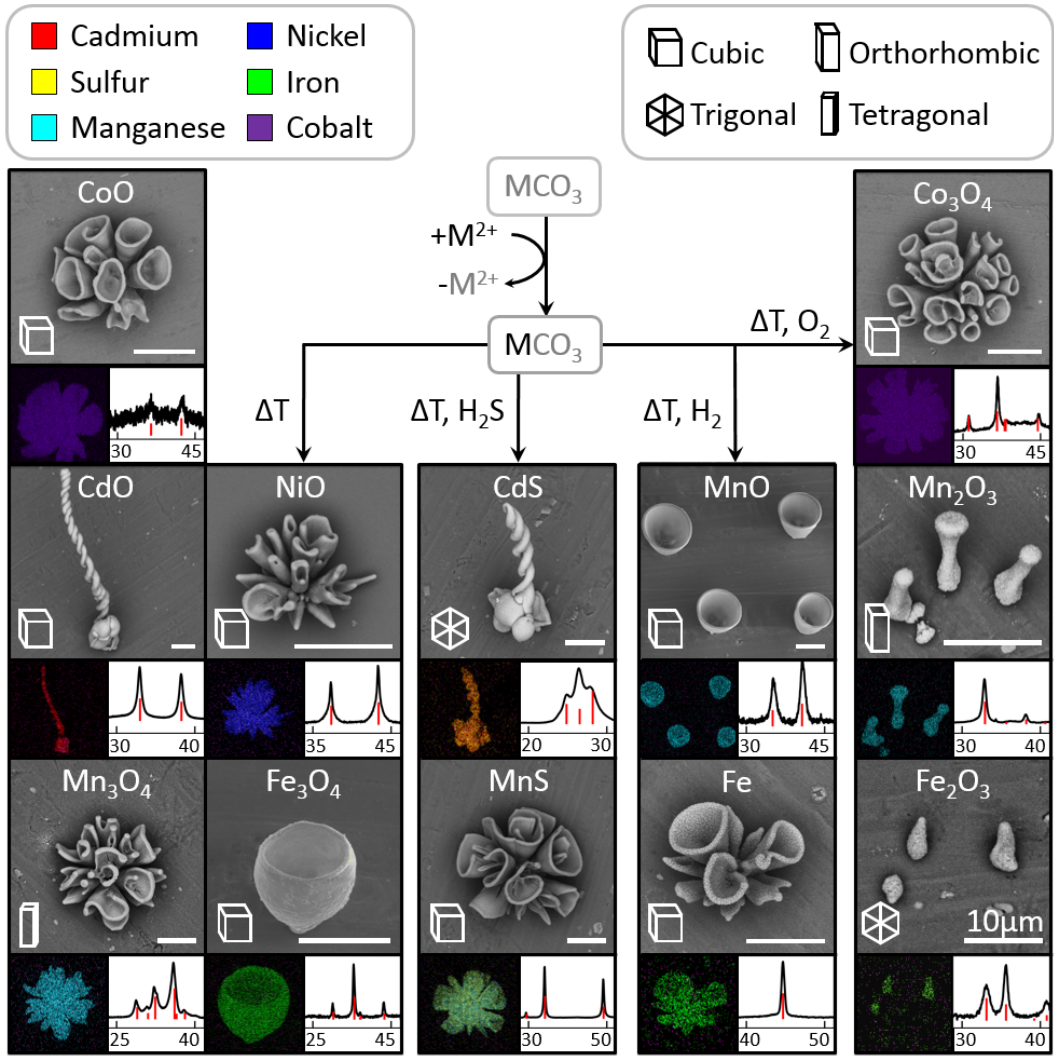 Cadmium
Nickel
Sulfur
Iron
Manganese
Cobalt
Cubic
Orthorhombic
Trigonal
Tetragonal
CoO
30 45
MCO₃
+M²⁺
-M²⁺
MCO₃
ΔT
ΔT, H₂S
ΔT, H₂
ΔT, O₂
Co₃O₄
30 45
CdO
30 40
NiO
35 45
CdS
20 30
MnO
30 45
Mn₂O₃
30 40
Mn₃O₄
25 40
Fe₃O₄
25 45
MnS
30 50
Fe
40 50
Fe₂O₃
10μm
30 40